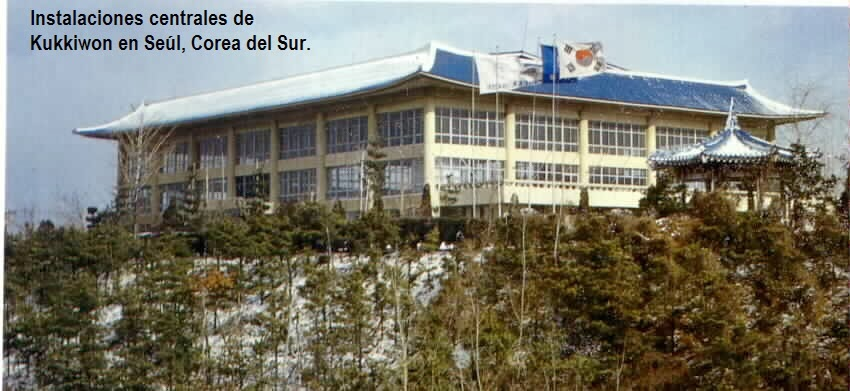 Instalaciones centrales de
Kukkiwon en Seúl, Corea del Sur.